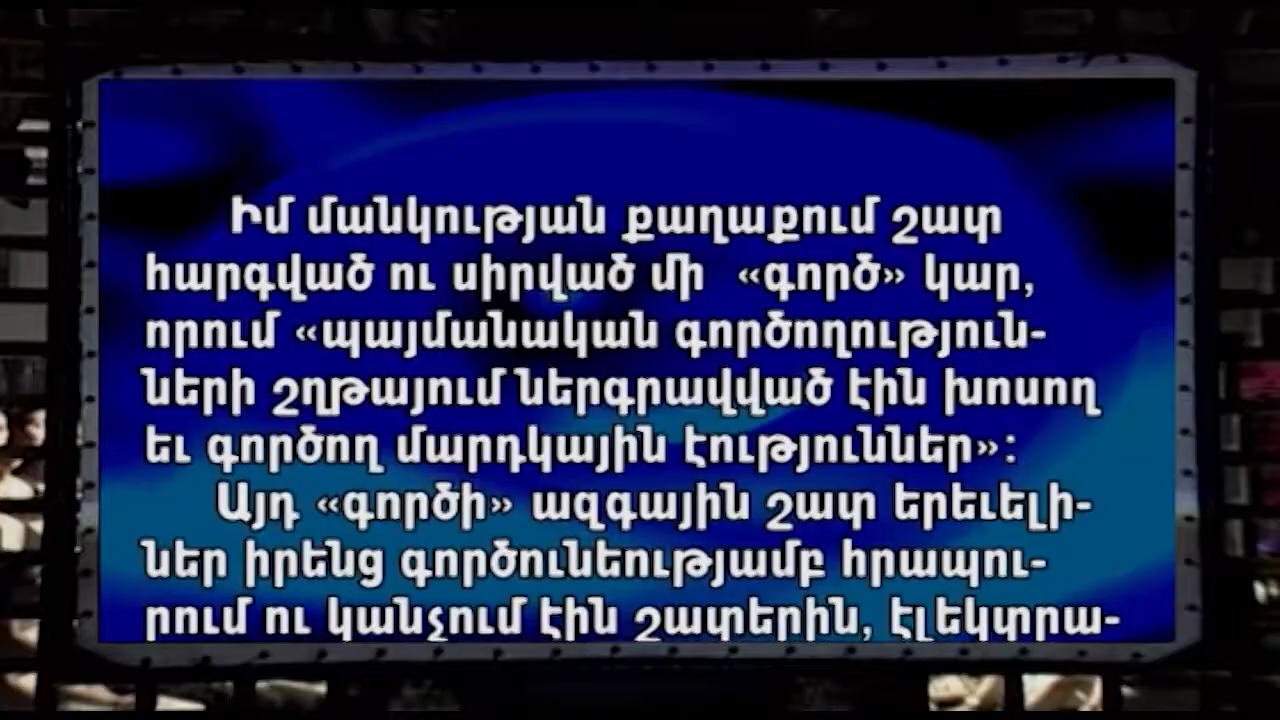 Իմ մանկության քաղաքում շատ
հարգված ու սիրված մի «գործ» կար,
որում «պայմանական գործողություն-
ների շղթայում ներգրավված էին խոսող
եւ գործող մարդկային էություններ»:
Այդ «գործի» ազգային շատ երեւելի-
ներ իրենց գործունեությամբ հրապու-
րում ու կանչում էին շատերին, էլեկտրա-